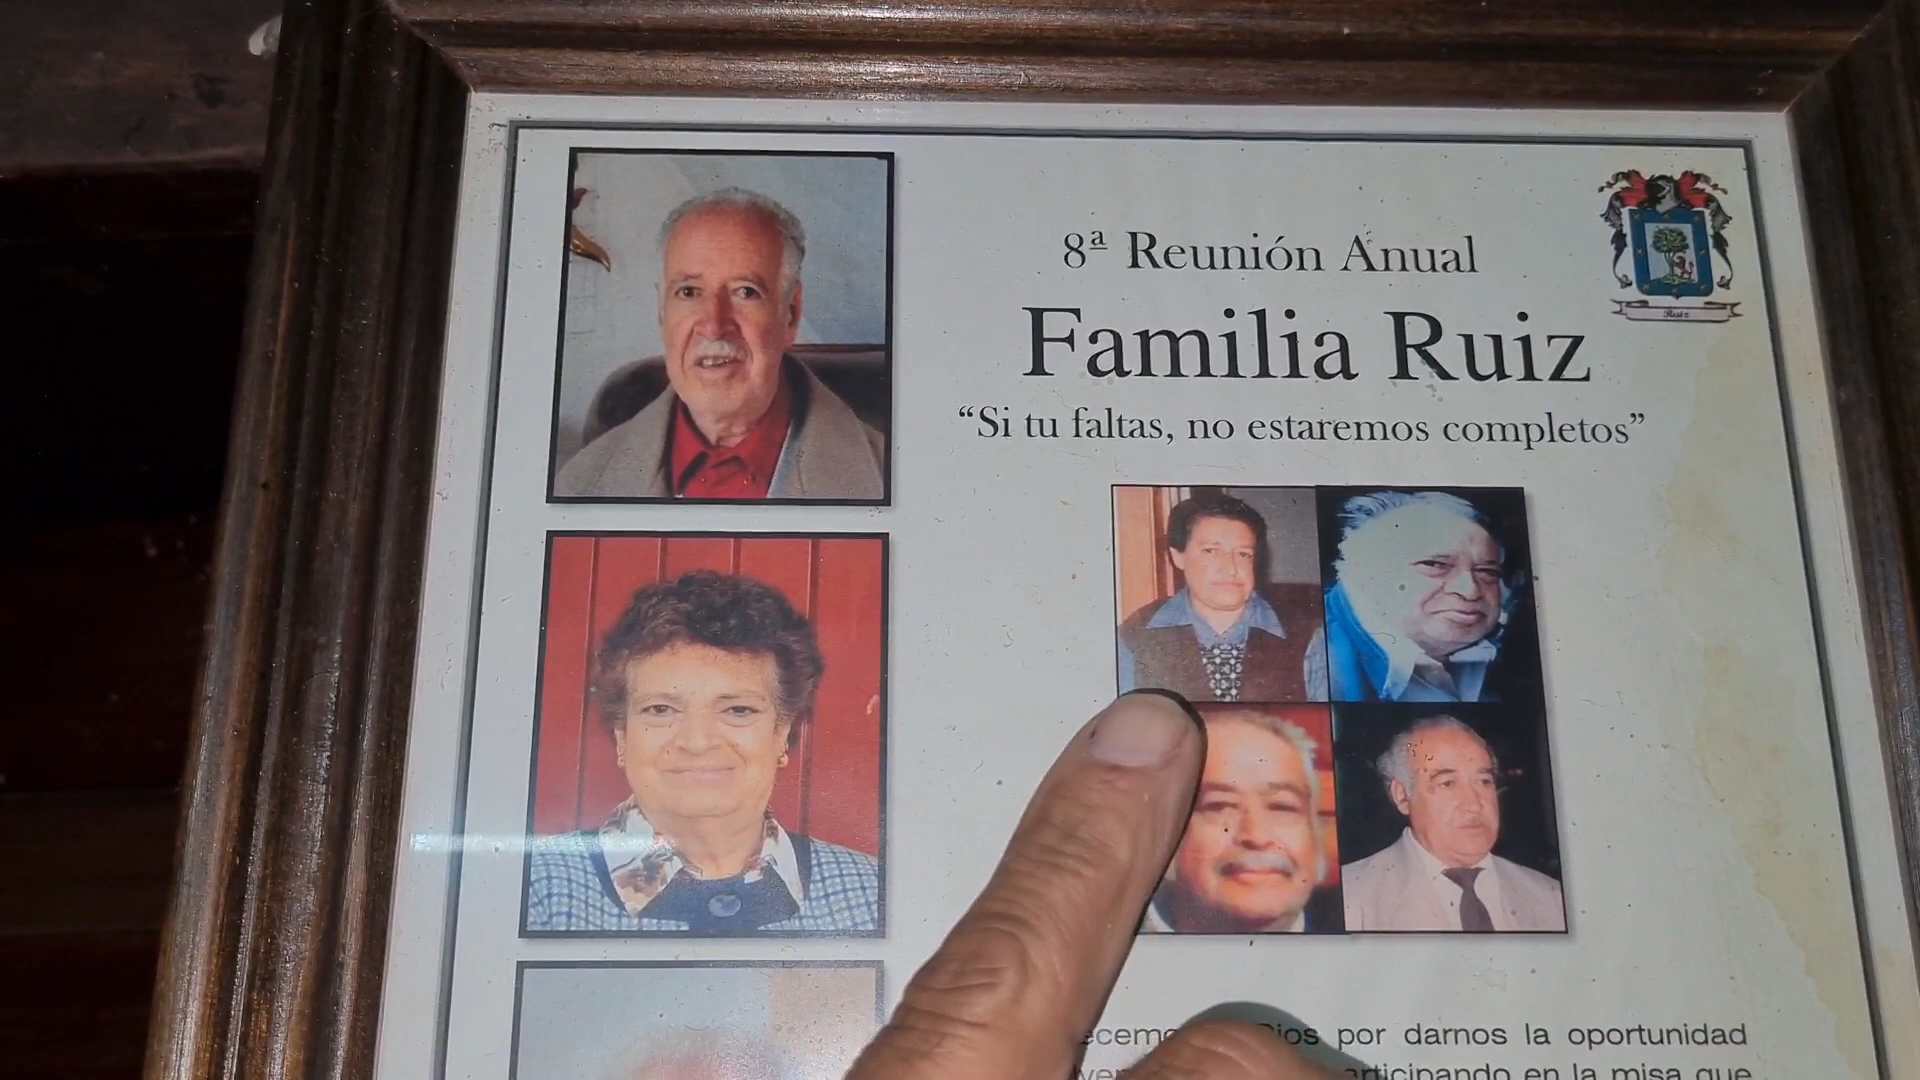 8ª Reunión Anual
Familia Ruiz
“Si tu faltas, no estaremos completos”
Ruiz
Dios por darnos la oportunidad
participando en la misa que